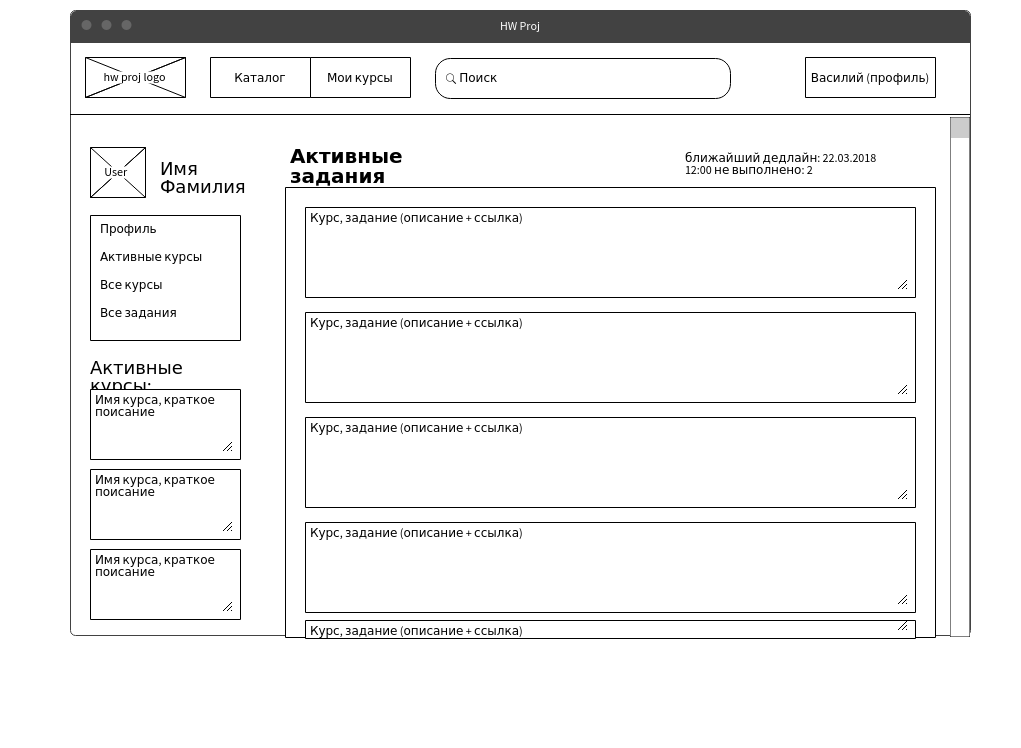 HW Proj
hw proj logo
Каталог
Мои курсы
Поиск
Василий (профиль)
User
Имя
Фамилия
Профиль
Активные курсы
Все курсы
Все задания
Активные
курсы:
Имя курса, краткое
поисание
Имя курса, краткое
поисание
Имя курса, краткое
поисание
Активные
задания
ближайший дедлайн: 22.03.2018
12:00 не выполнено: 2
Курс, задание (описание + ссылка)
Курс, задание (описание + ссылка)
Курс, задание (описание + ссылка)
Курс, задание (описание + ссылка)
Курс, задание (описание + ссылка)